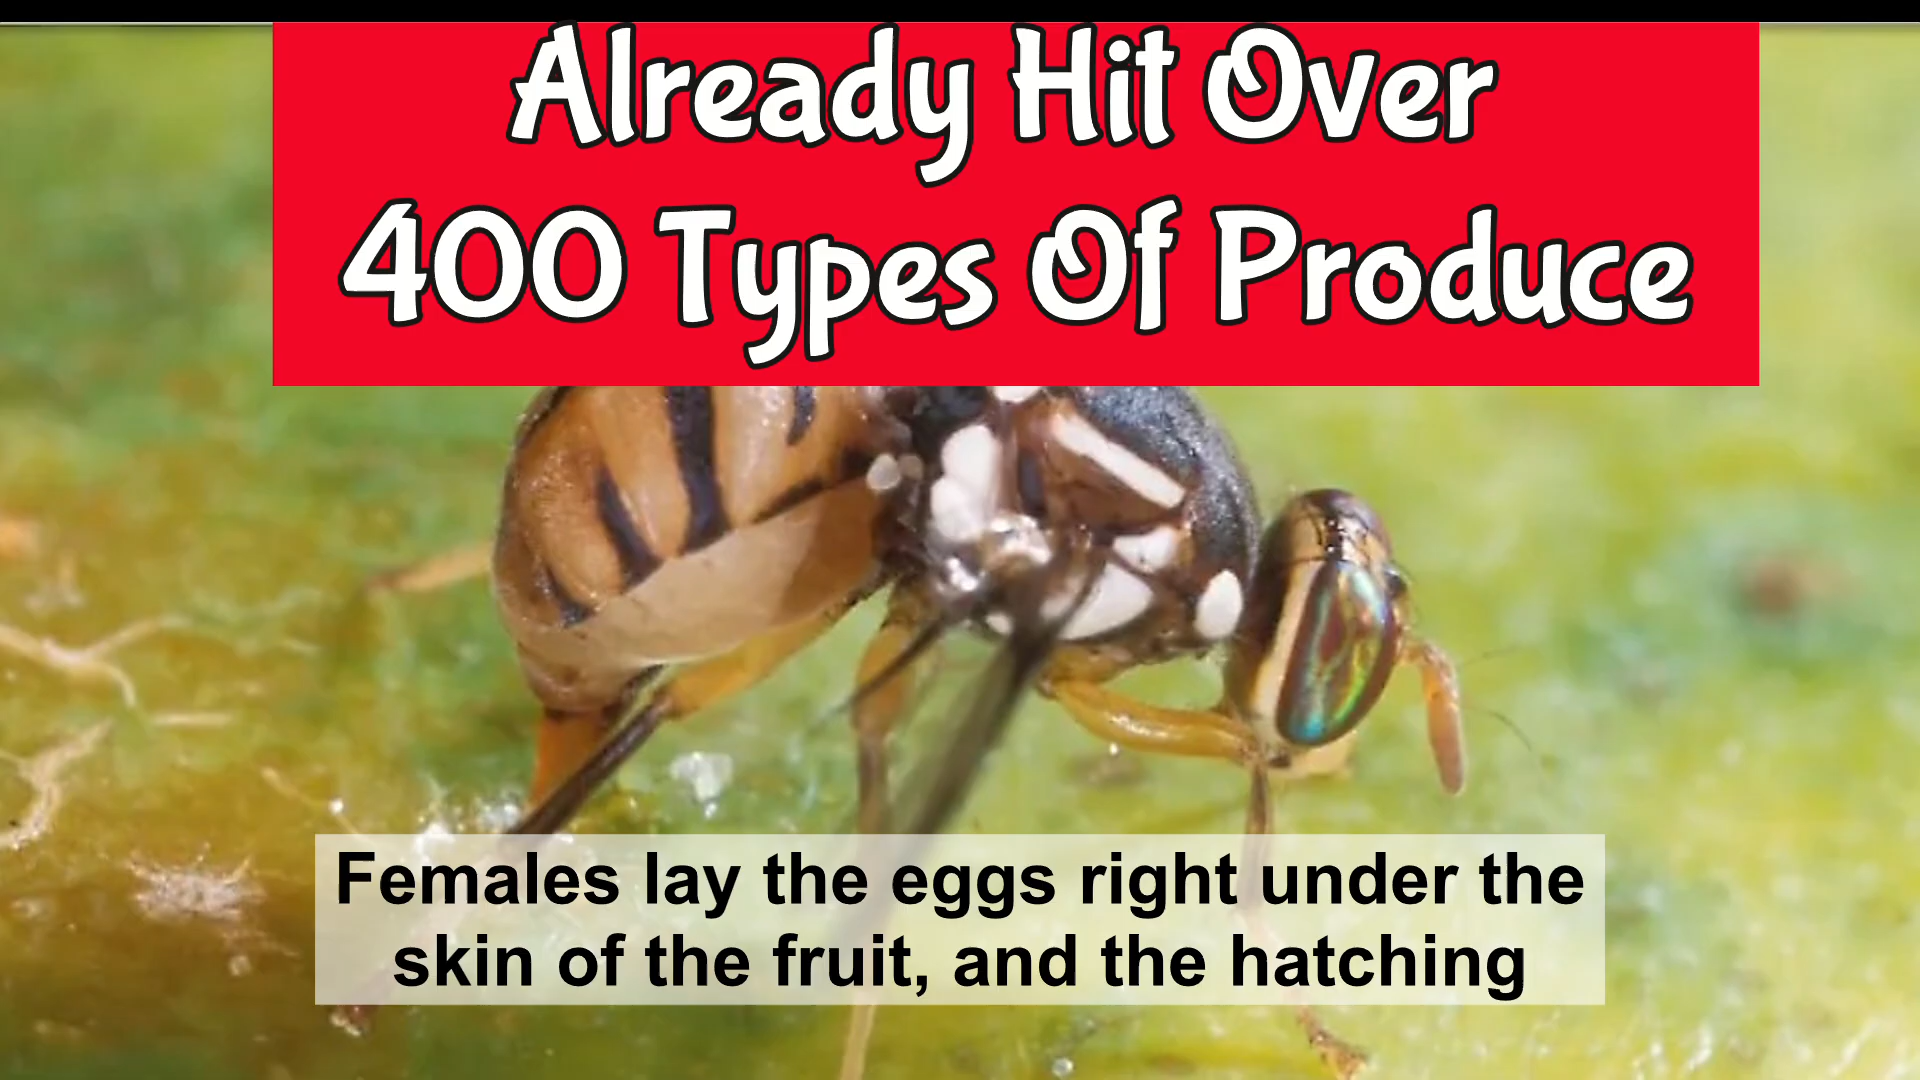 Already Hit Over
400 Types Of Produce
Females lay the eggs right under the
skin of the fruit, and the hatching